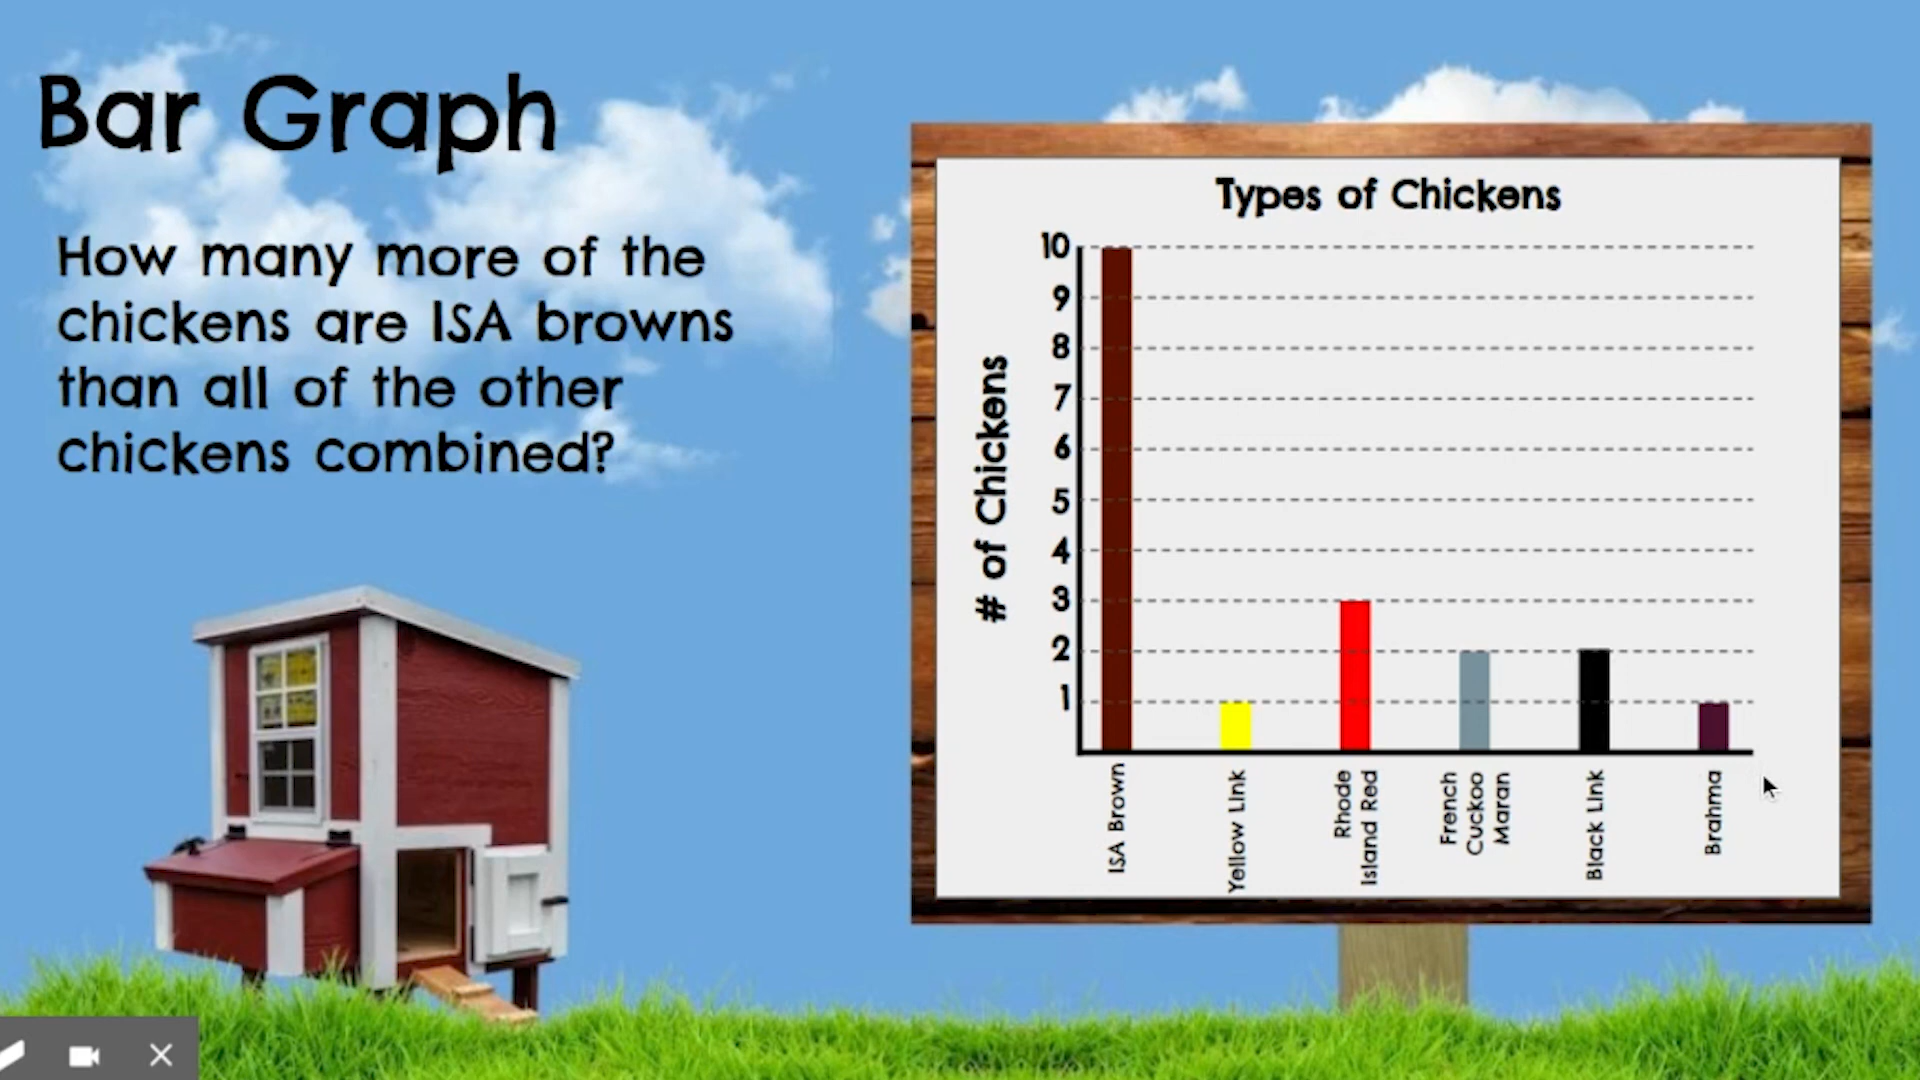 Bar Graph
How many more of the
chickens are ISA browns
than all of the other
chickens combined?
Types of Chickens
# of Chickens
10
9
8
7
6
5
4
3
2
1
ISA Brown
Yellow Link
Rhode
Island Red
French
Cuckoo
Maran
Black Link
Brahma